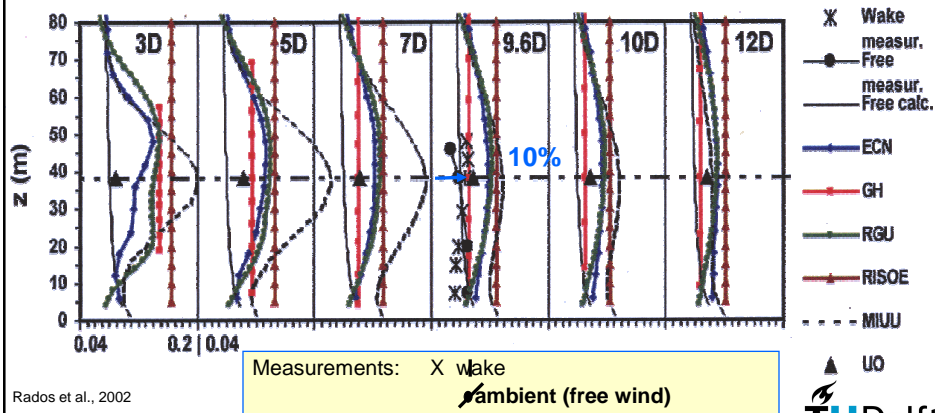 80
70
60
50
40
30
20
10
0
z (m)
3D
5D
7D
9.6D
10D
12D
10%
0.04
0.2
0.04
Wake
measur.
Free
measur.
Free calc.
ECN
GH
RGU
RISOE
MIUU
UO
Measurements: X wake
ambient (free wind)
Rados et al., 2002